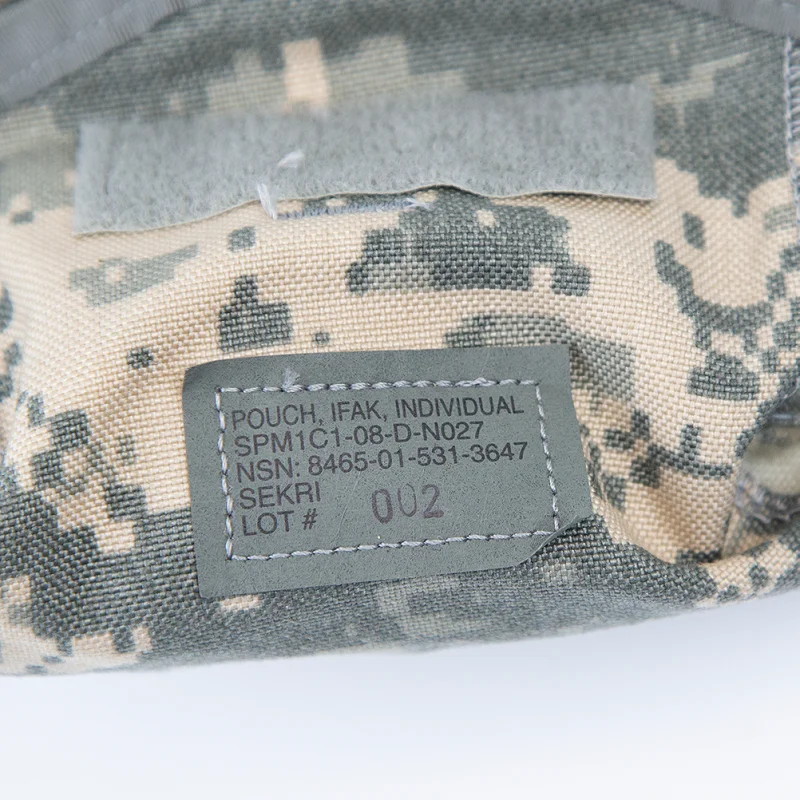 POUCH, IFAK, INDIVIDUAL
SPM1C1-08-D-N027
NSN: 8465-01-531-3647
SEKRI
LOT # 002